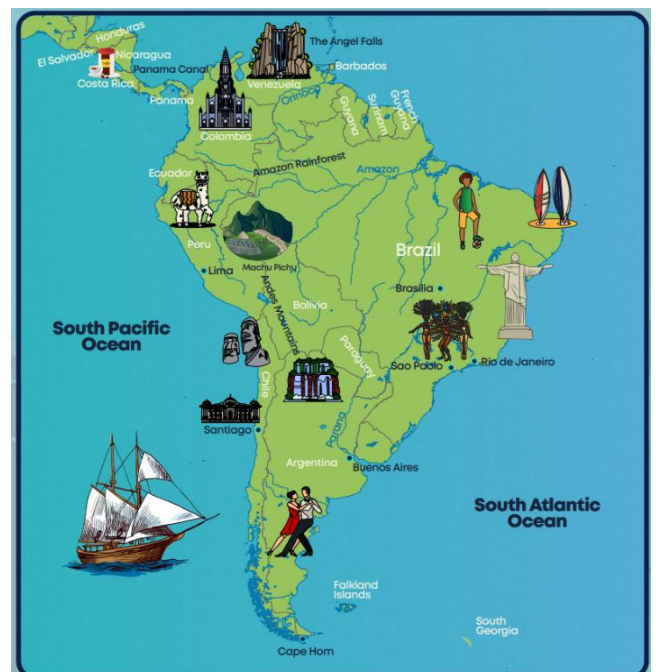 Honduras
El Salvador
Nicaragua
Costa Rica
Panama Canal
Panama
The Angel Falls
Barbados
Venezuela
Orinoco
Colombia
Guyana
Surinam
French
Guyana
Ecuador
Amazon Rainforest
Amazon
Peru
Machu Pichu
Lima
Brazil
Brasilia
Bolivia
Andes Mountains
South Pacific
Ocean
Paraguay
Chile
Sao Paolo
Rio de Janeiro
Santiago
Parana
Argentina
Buenos Aires
South Atlantic
Ocean
Falkland
Islands
South
Georgia
Cape Horn